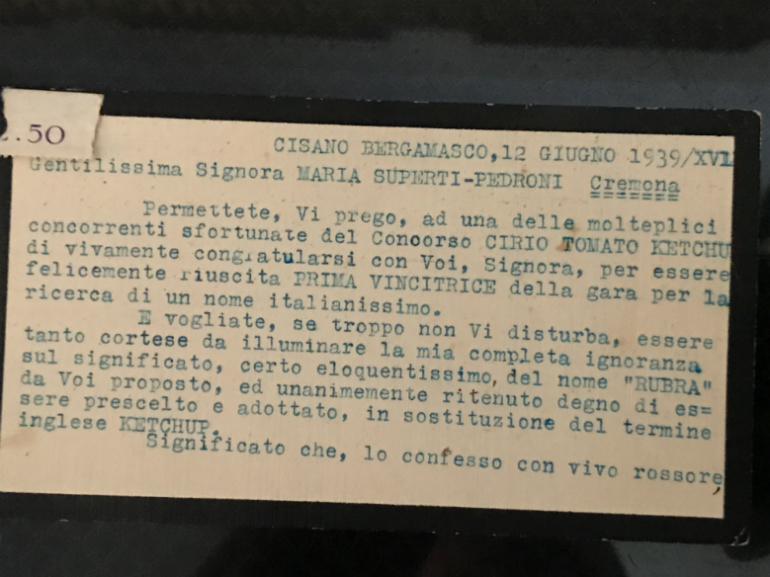 .50
CISANO BERGAMASCO,12 GIUGNO 1939/XVI
Gentilissima Signora MARIA SUPERTI-PEDRONI Cremona
Permettete, Vi prego, ad una delle molteplici
concorrenti sfortunate del Concorso CIRIO TOMATO KETCHU
di vivamente congratularsi con Voi, Signora, per essere
felicemente riuscita PRIMA VINCITRICE della gara per la
ricerca di un nome italianissimo.
E vogliate, se troppo non Vi disturba, essere
tanto cortese da illuminare la mia completa ignoranza
sul significato, certo eloquentissimo, del nome "RUBRA"
da Voi proposto, ed unanimemente ritenuto degno di es=
sere prescelto e adottato, in sostituzione del termine
inglese KETCHUP.
Significato che, lo confesso con vivo rossore,